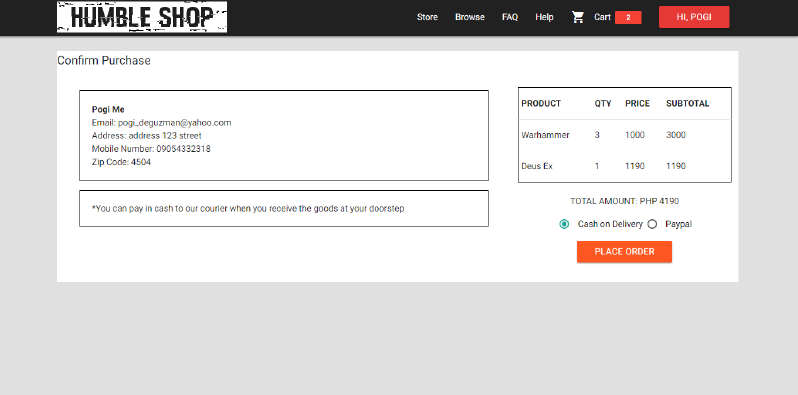 HUMBLE SHOP
Store Browse FAQ Help Cart 2 HI, POGI
Confirm Purchase
Pogi Me
Email: pogi_deguzman@yahoo.com
Address: address 123 street
Mobile Number: 09054332318
Zip Code: 4504
*You can pay in cash to our courier when you receive the goods at your doorstep
PRODUCT QTY PRICE SUBTOTAL
Warhammer 3 1000 3000
Deus Ex 1 1190 1190
TOTAL AMOUNT: PHP 4190
Cash on Delivery Paypal
PLACE ORDER